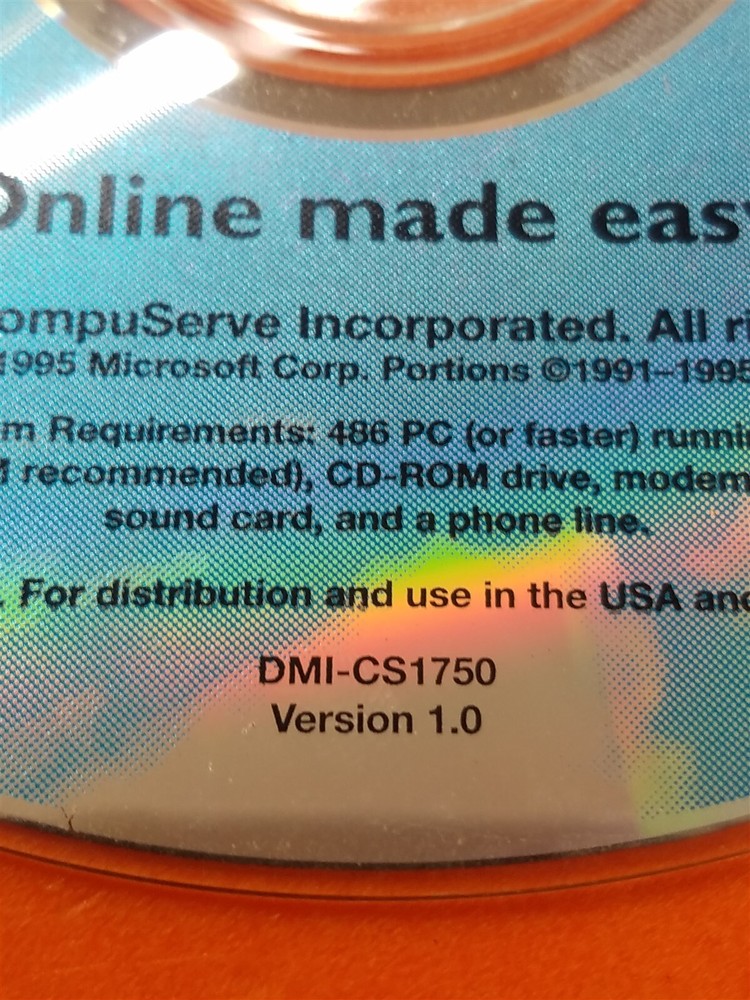 Online made eas
ompuServe Incorporated. All r
1995 Microsoft Corp. Portions ©1991–1995
m Requirements: 486 PC (or faster) runni
recommended), CD-ROM drive, modem
sound card, and a phone line.
. For distribution and use in the USA and
DMI-CS1750
Version 1.0